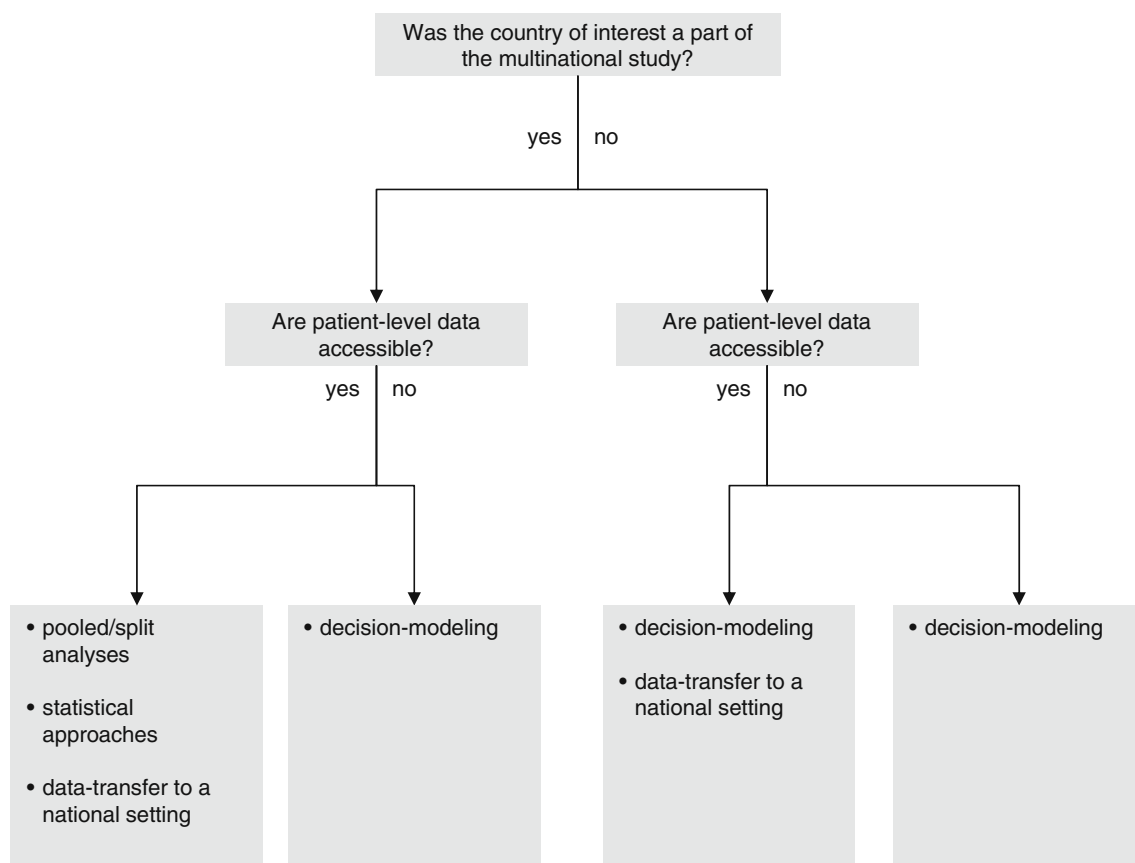 Was the country of interest a part of
the multinational study?
yes
no
Are patient-level data
accessible?
yes
no
Are patient-level data
accessible?
yes
no
• pooled/split
analyses
• statistical
approaches
• data-transfer to a
national setting
• decision-modeling
• decision-modeling
• data-transfer to a
national setting
• decision-modeling